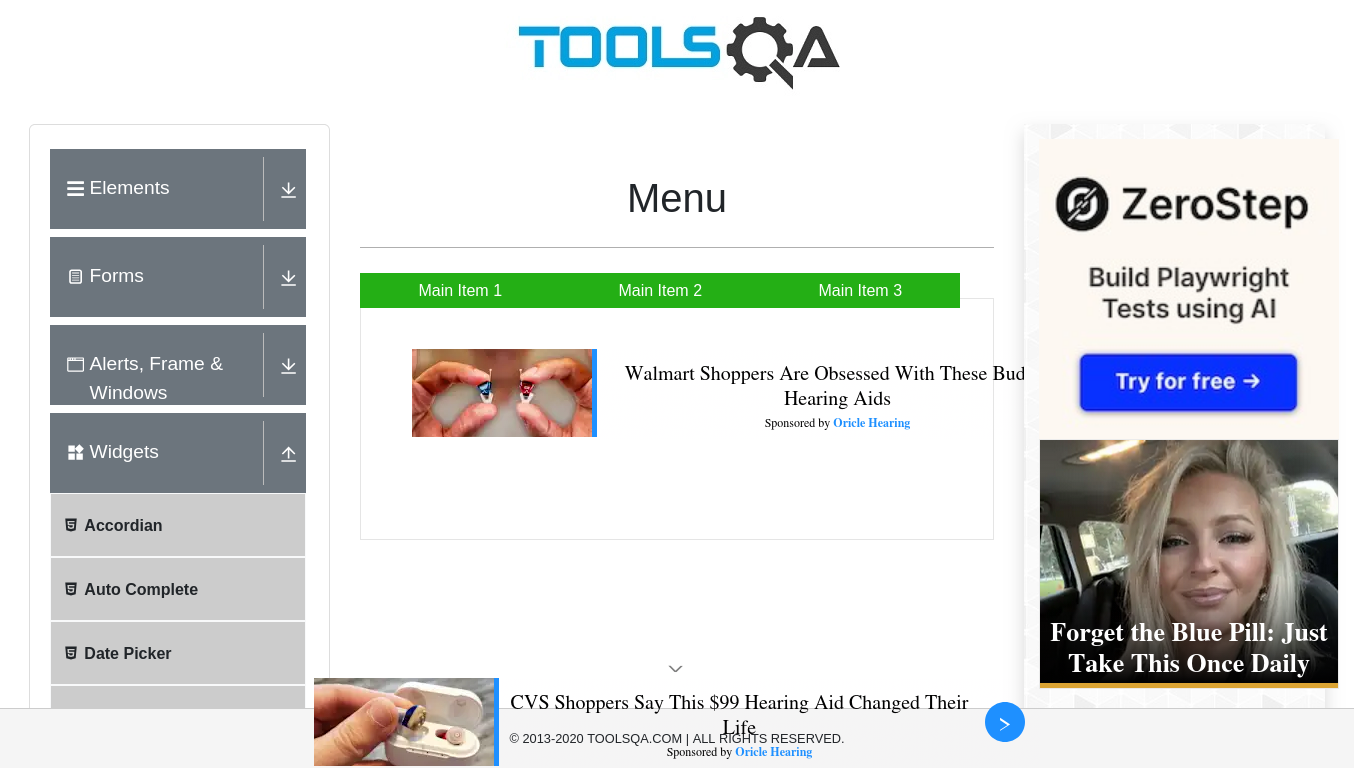 TOOLSQA
Elements
Forms
Alerts, Frame &
Windows
Widgets
Accordian
Auto Complete
Date Picker
Menu
Main Item 1
Main Item 2
Main Item 3
Walmart Shoppers Are Obsessed With These Bud
Hearing Aids
Sponsored by Oricle Hearing
ZeroStep
Build Playwright
Tests using AI
Try for free →
Forget the Blue Pill: Just
Take This Once Daily
CVS Shoppers Say This $99 Hearing Aid Changed Their
Life
© 2013-2020 TOOLSQA.COM | ALL RIGHTS RESERVED.
Sponsored by Oricle Hearing